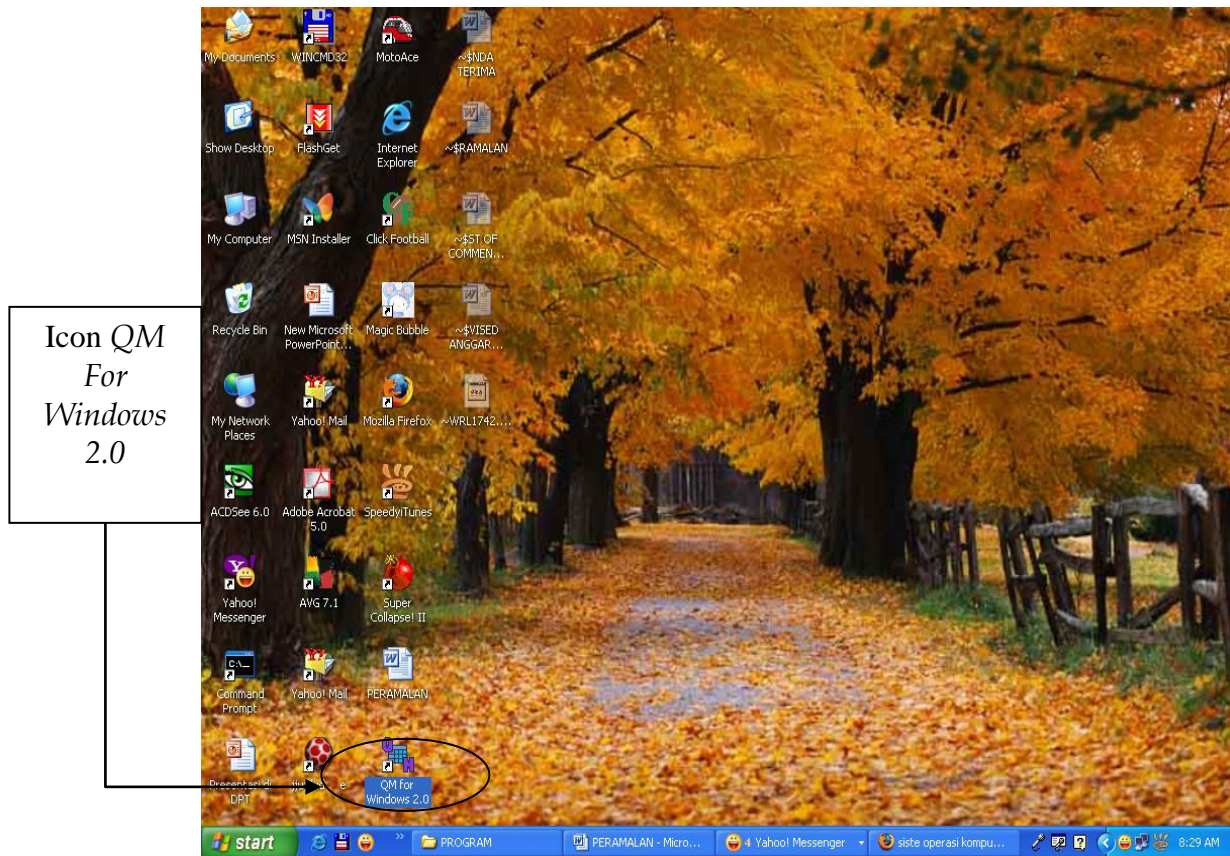 Icon QM
For
Windows
2.0
My Documents
WINCMD32
MotoAce
~$NDA
TERIMA
Show Desktop
FlashGet
Internet
Explorer
~$RAMALAN
My Computer
MSN Installer
Click Football
~$ST OF
COMMEN...
Recycle Bin
New Microsoft
PowerPoint...
Magic Bubble
~$VISED
ANGGAR...
My Network
Places
Yahoo! Mail
Mozilla Firefox
~WRL1742....
ACDSee 6.0
Adobe Acrobat
5.0
SpeedyiTunes
Yahoo!
Messenger
AVG 7.1
Super
Collapse! II
Command
Prompt
Yahoo! Mail
PERAMALAN
Presentasi di
DPT
QM for
Windows 2.0
start
PROGRAM
PERAMALAN - Micro...
4 Yahoo! Messenger
siste operasi kompu...
8:29 AM